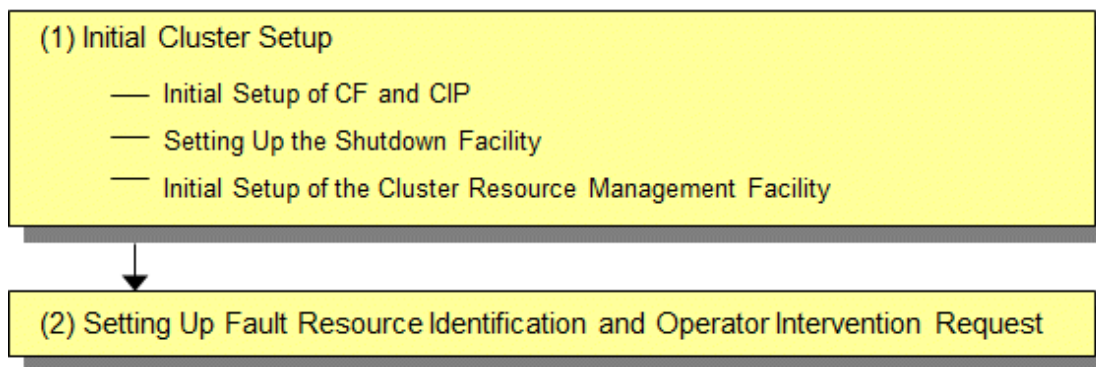 (1) Initial Cluster Setup
Initial Setup of CF and CIP
Setting Up the Shutdown Facility
Initial Setup of the Cluster Resource Management Facility
(2) Setting Up Fault Resource Identification and Operator Intervention Request